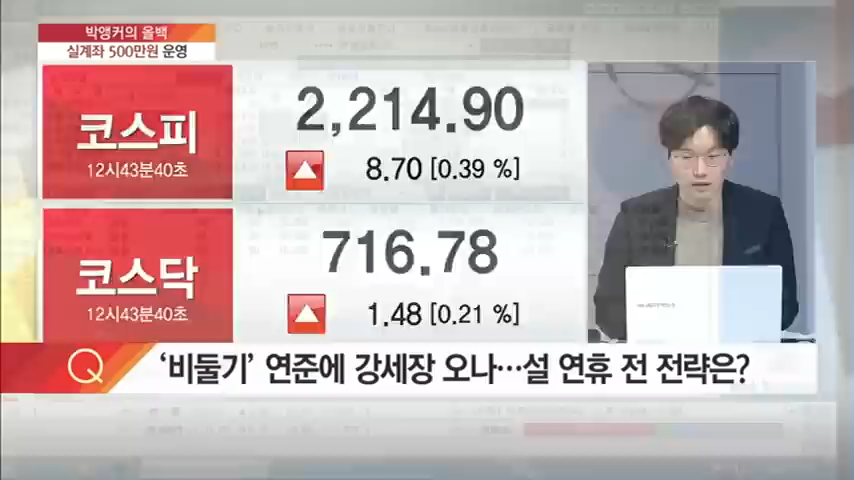 박앵커의 올백
실계좌 500만원 운영
코스피
12시43분40초
2,214.90
8.70 [0.39 %]
코스닥
12시43분40초
716.78
1.48 [0.21 %]
Q ‘비둘기’ 연준에 강세장 오나…설 연휴 전 전략은?